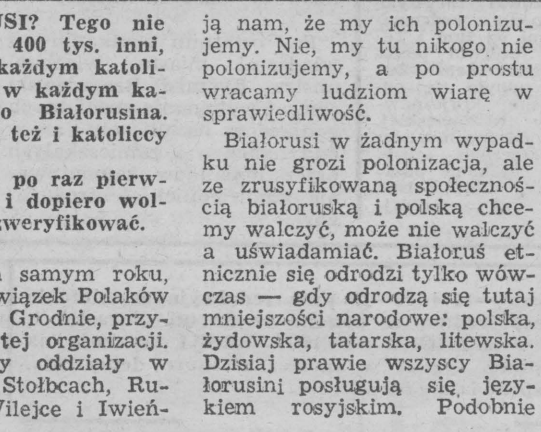 USI? Tego nie
400 tys. inni,
każdym katoli-
w każdym ka-
o Białorusina.
też i katoliccy
po raz pierw-
i dopiero wol-
zweryfikować.
samym roku,
wiązek Polaków
Grodnie, przy-
tej organizacji.
y oddziały w
Stołbcach, Ru-
Wilejce i Iwień-
ją nam, że my ich polonizu-
jemy. Nie, my tu nikogo nie
polonizujemy, a po prostu
wracamy ludziom wiarę w
sprawiedliwość.
Białorusi w żadnym wypad-
ku nie grozi polonizacja, ale
ze zrusyfikowaną społecznoś-
cią białoruską i polską chce-
my walczyć, może nie walczyć
a uświadamiać. Białoruś et-
nicznie się odrodzi tylko wów-
czas — gdy odrodzą się tutaj
mniejszości narodowe: polska,
żydowska, tatarska, litewska.
Dzisiaj prawie wszyscy Bia-
łorusini posługują się języ-
kiem rosyjskim. Podobnie